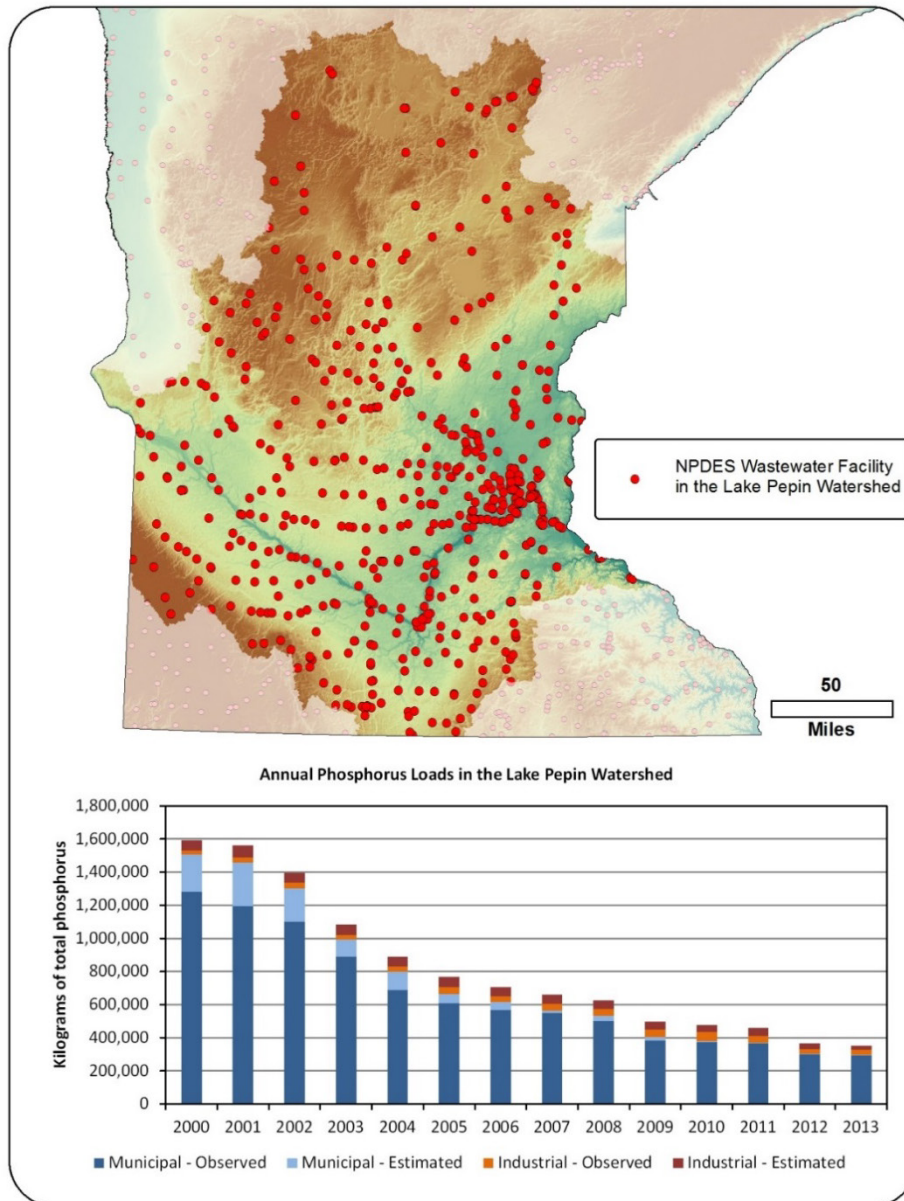 NPDES Wastewater Facility
in the Lake Pepin Watershed
50
Miles
Annual Phosphorus Loads in the Lake Pepin Watershed
Kilograms of total phosphorus
1,800,000
1,600,000
1,400,000
1,200,000
1,000,000
800,000
600,000
400,000
200,000
0
2000 2001 2002 2003 2004 2005 2006 2007 2008 2009 2010 2011 2012 2013
Municipal - Observed Municipal - Estimated Industrial - Observed Industrial - Estimated